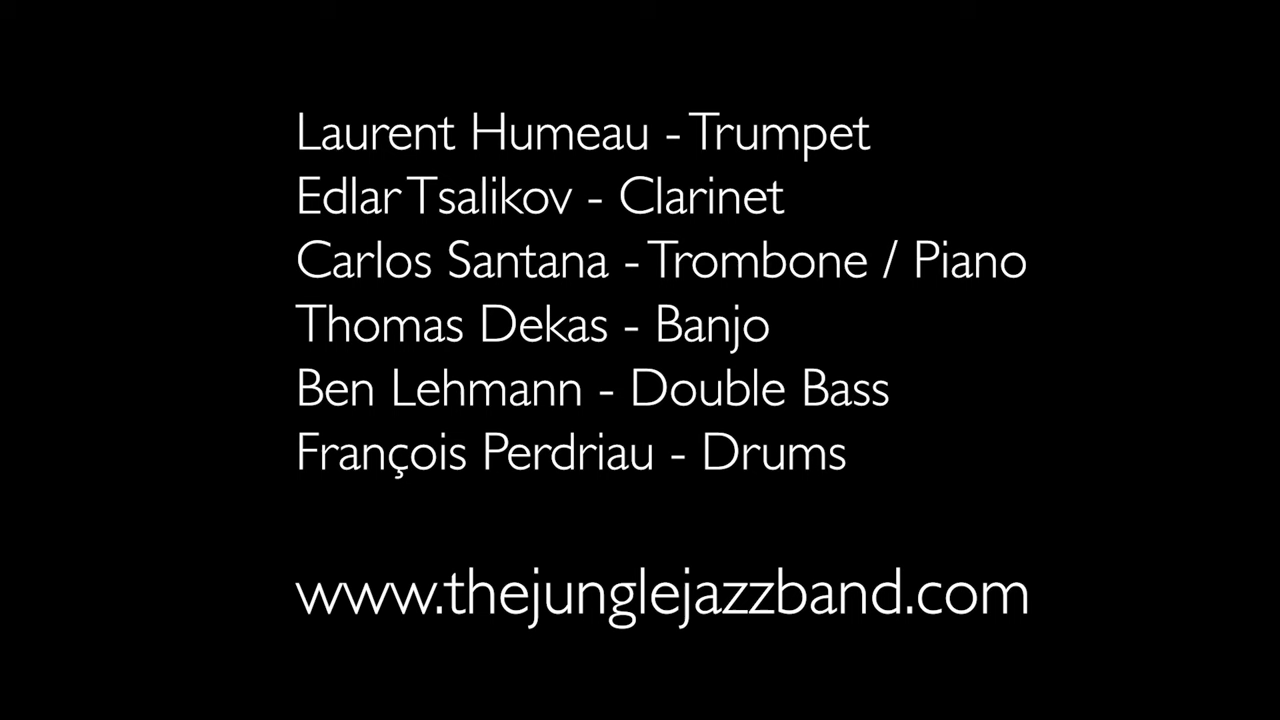 Laurent Humeau - Trumpet
Edlar Tsalikov - Clarinet
Carlos Santana - Trombone / Piano
Thomas Dekas - Banjo
Ben Lehmann - Double Bass
François Perdriau - Drums
www.thejunglejazzband.com